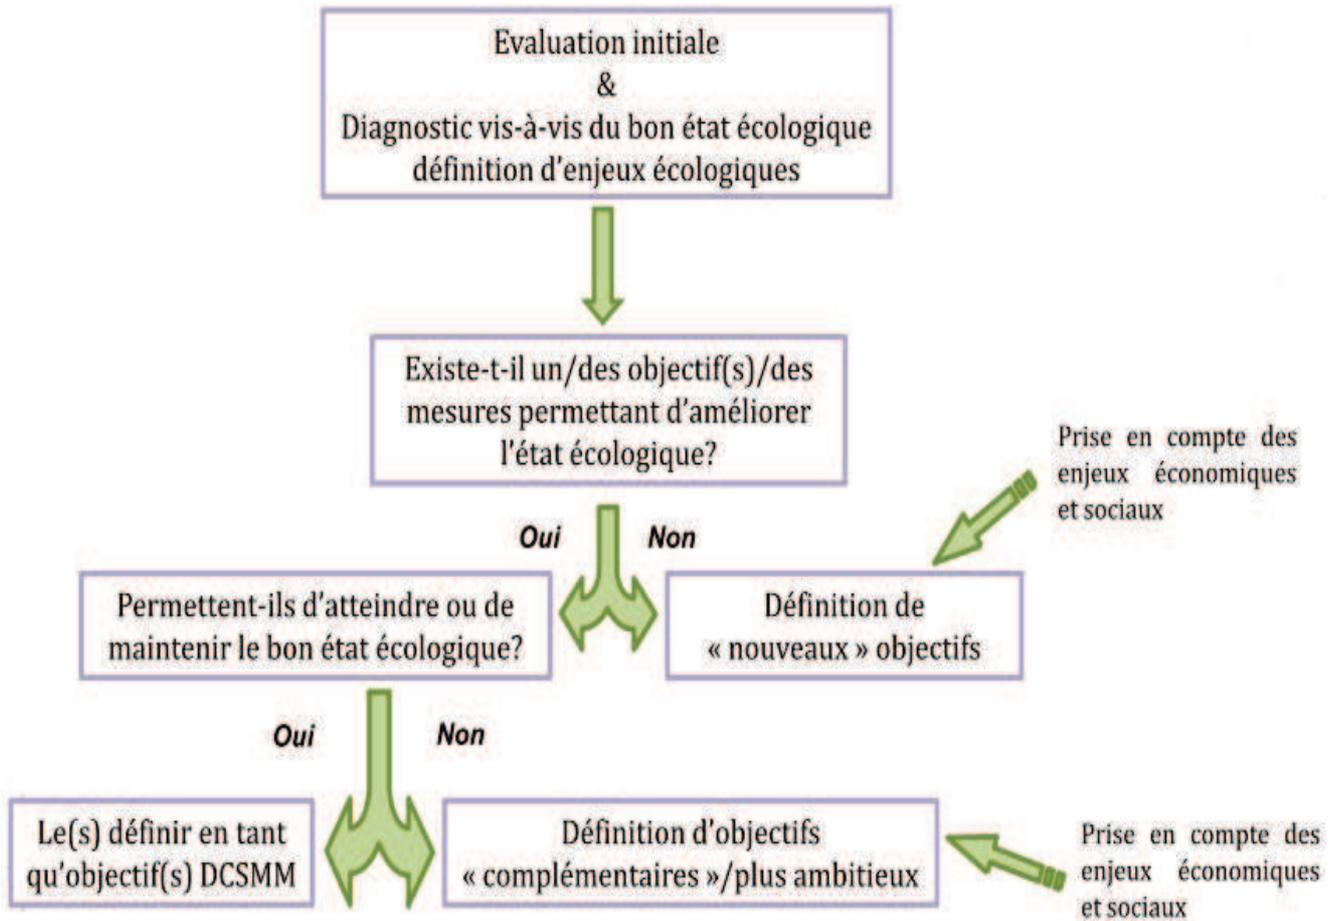 Evaluation initiale
&
Diagnostic vis-à-vis du bon état écologique
définition d'enjeux écologiques
Existe-t-il un/des objectif(s)/des
mesures permettant d'améliorer
l'état écologique?
Prise en compte des
enjeux économiques
et sociaux
Oui
Non
Permettent-ils d'atteindre ou de
maintenir le bon état écologique?
Définition de
« nouveaux » objectifs
Oui
Non
Le(s) définir en tant
qu'objectif(s) DCSMM
Définition d'objectifs
« complémentaires »/plus ambitieux
Prise en compte des
enjeux économiques
et sociaux